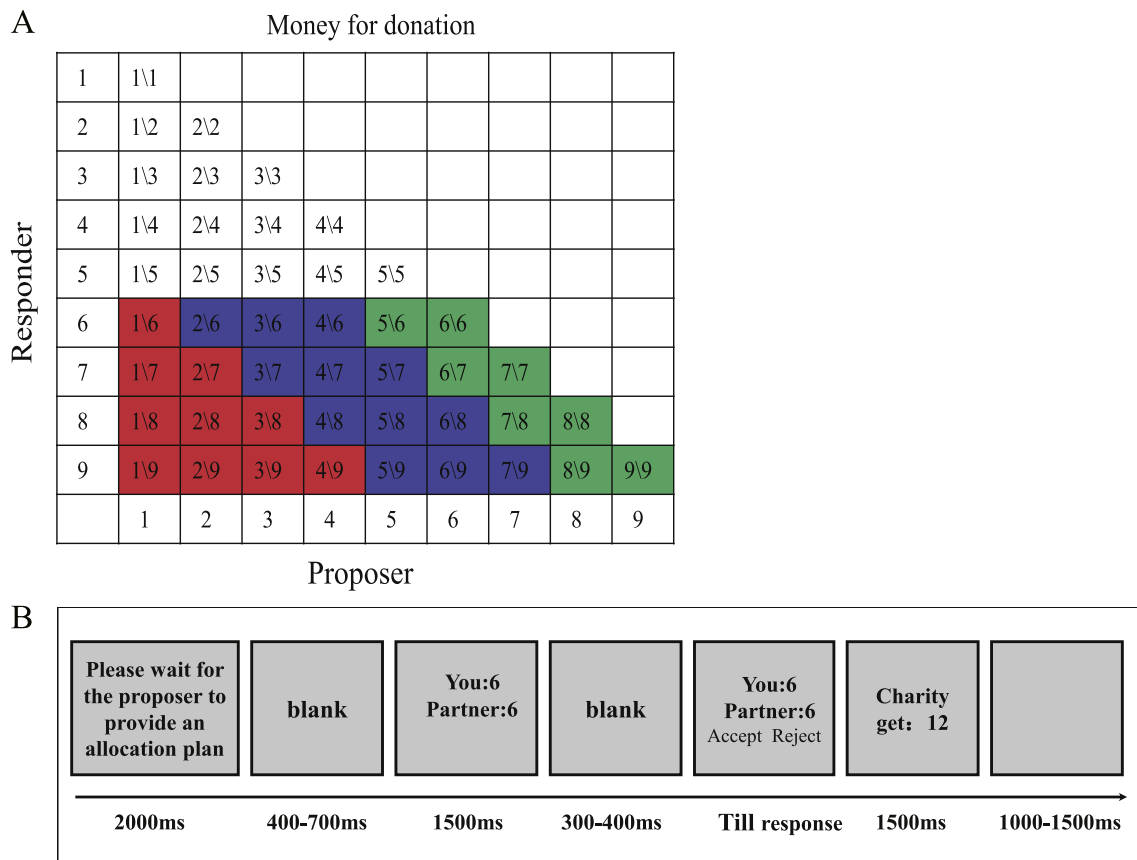 A
Money for donation
Responder
1 1\1
2 1\2 2\2
3 1\3 2\3 3\3
4 1\4 2\4 3\4 4\4
5 1\5 2\5 3\5 4\5 5\5
6 1\6 2\6 3\6 4\6 5\6 6\6
7 1\7 2\7 3\7 4\7 5\7 6\7 7\7
8 1\8 2\8 3\8 4\8 5\8 6\8 7\8 8\8
9 1\9 2\9 3\9 4\9 5\9 6\9 7\9 8\9 9\9
1 2 3 4 5 6 7 8 9
Proposer
B
Please wait for
the proposer to
provide an
allocation plan
blank
You:6
Partner:6
blank
You:6
Partner:6
Accept Reject
Charity
get: 12
2000ms 400-700ms 1500ms 300-400ms Till response 1500ms 1000-1500ms